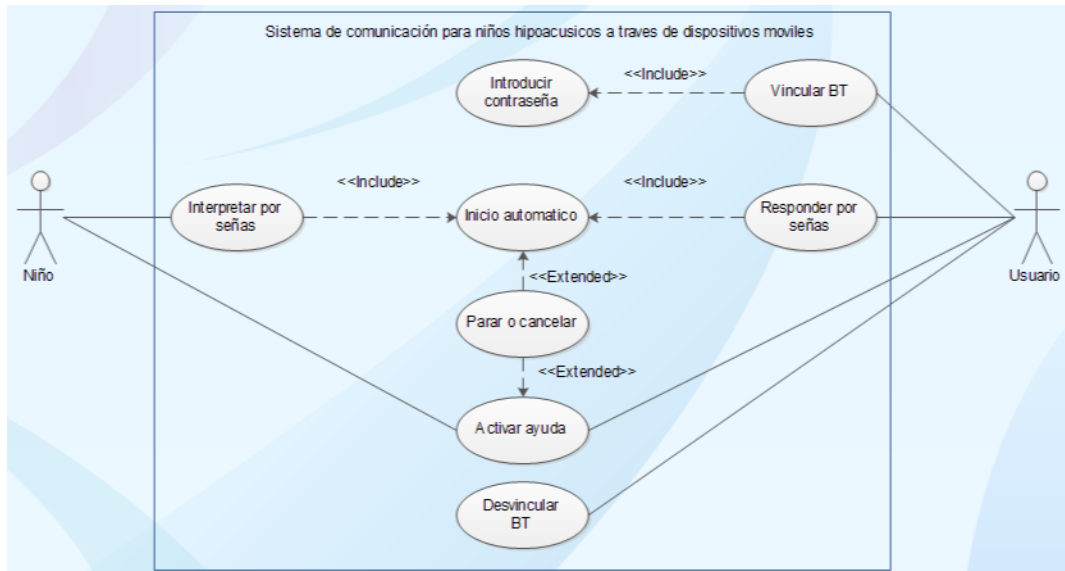 Sistema de comunicación para niños hipoacusicos a traves de dispositivos moviles
Introducir
contraseña
<<Include>>
Vincular BT
<<Include>>
<<Include>>
Interpretar por
señas
Inicio automatico
Responder por
señas
Niño
Usuario
<<Extended>>
Parar o cancelar
<<Extended>>
Activar ayuda
Desvincular
BT